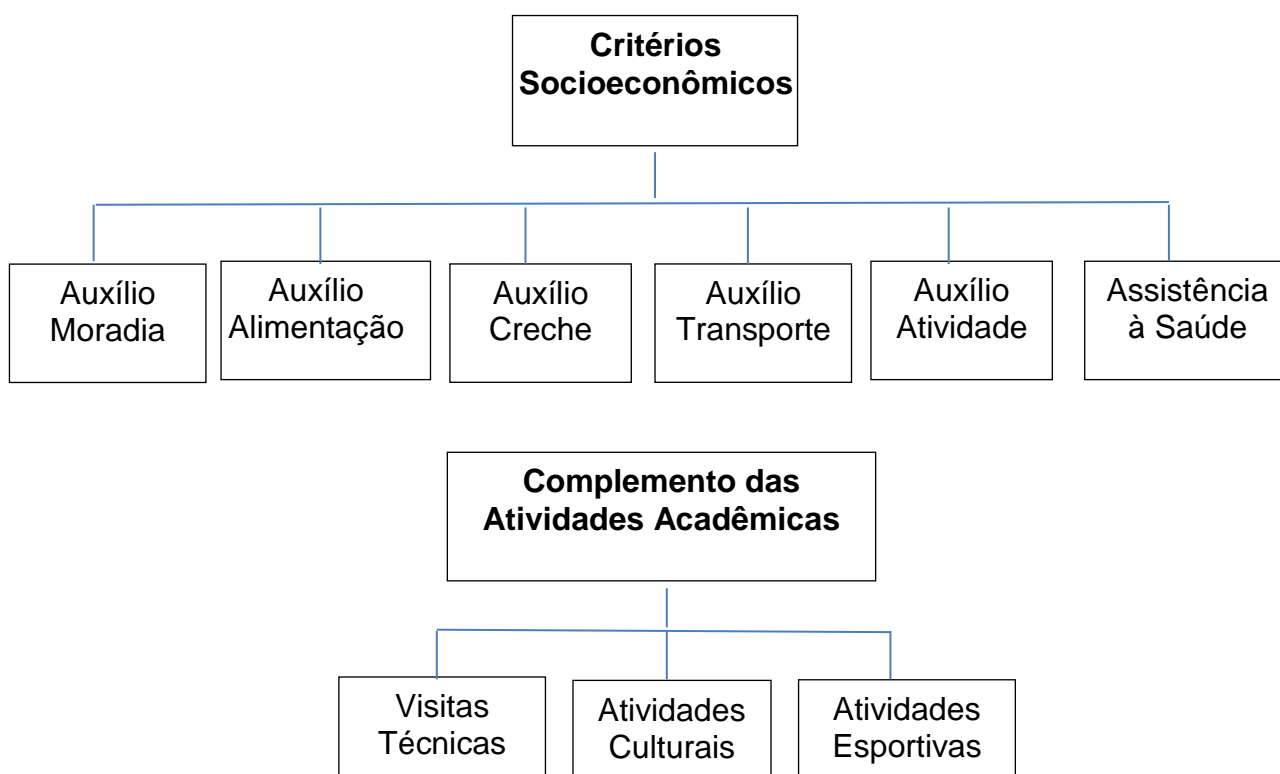 Critérios
Socioeconômicos
Auxílio
Moradia
Auxílio
Alimentação
Auxílio
Creche
Auxílio
Transporte
Auxílio
Atividade
Assistência
à Saúde
Complemento das
Atividades Acadêmicas
Visitas
Técnicas
Atividades
Culturais
Atividades
Esportivas